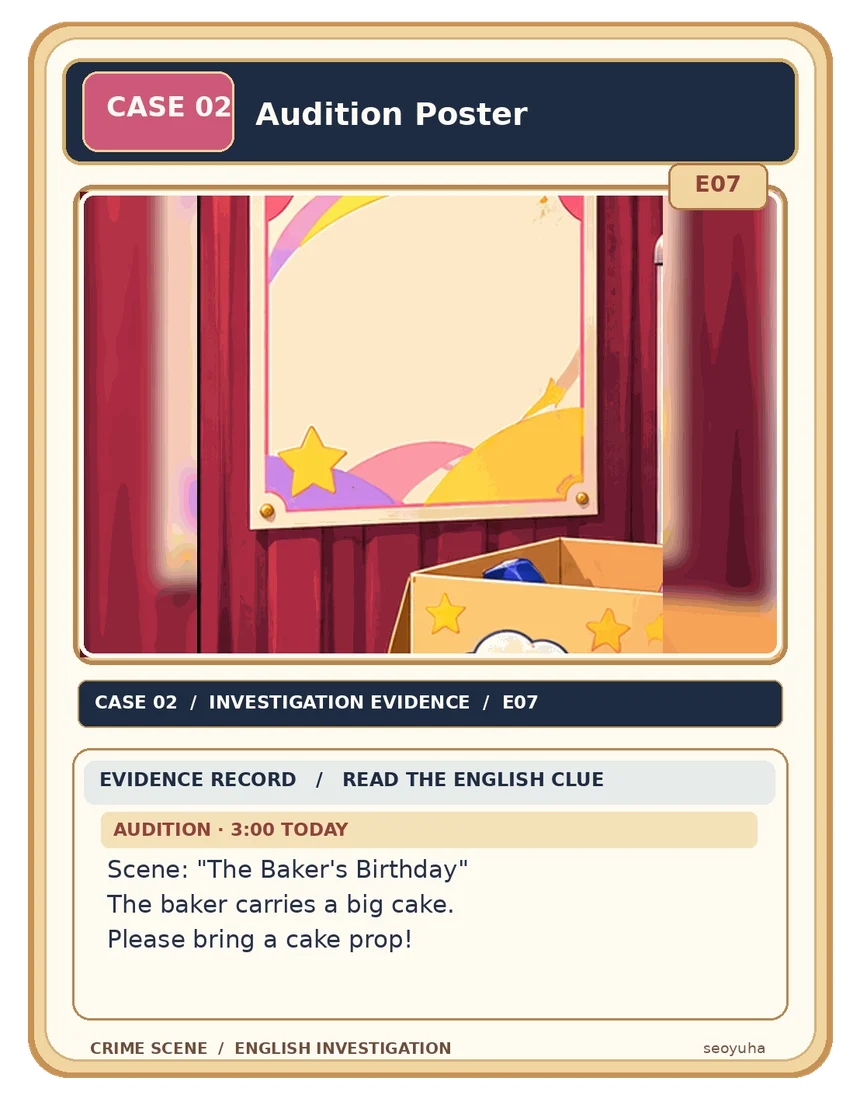 CASE 02
Audition Poster
E07
CASE 02 / INVESTIGATION EVIDENCE / E07
EVIDENCE RECORD / READ THE ENGLISH CLUE
AUDITION · 3:00 TODAY
Scene: "The Baker's Birthday"
The baker carries a big cake.
Please bring a cake prop!
CRIME SCENE / ENGLISH INVESTIGATION
seoyuha